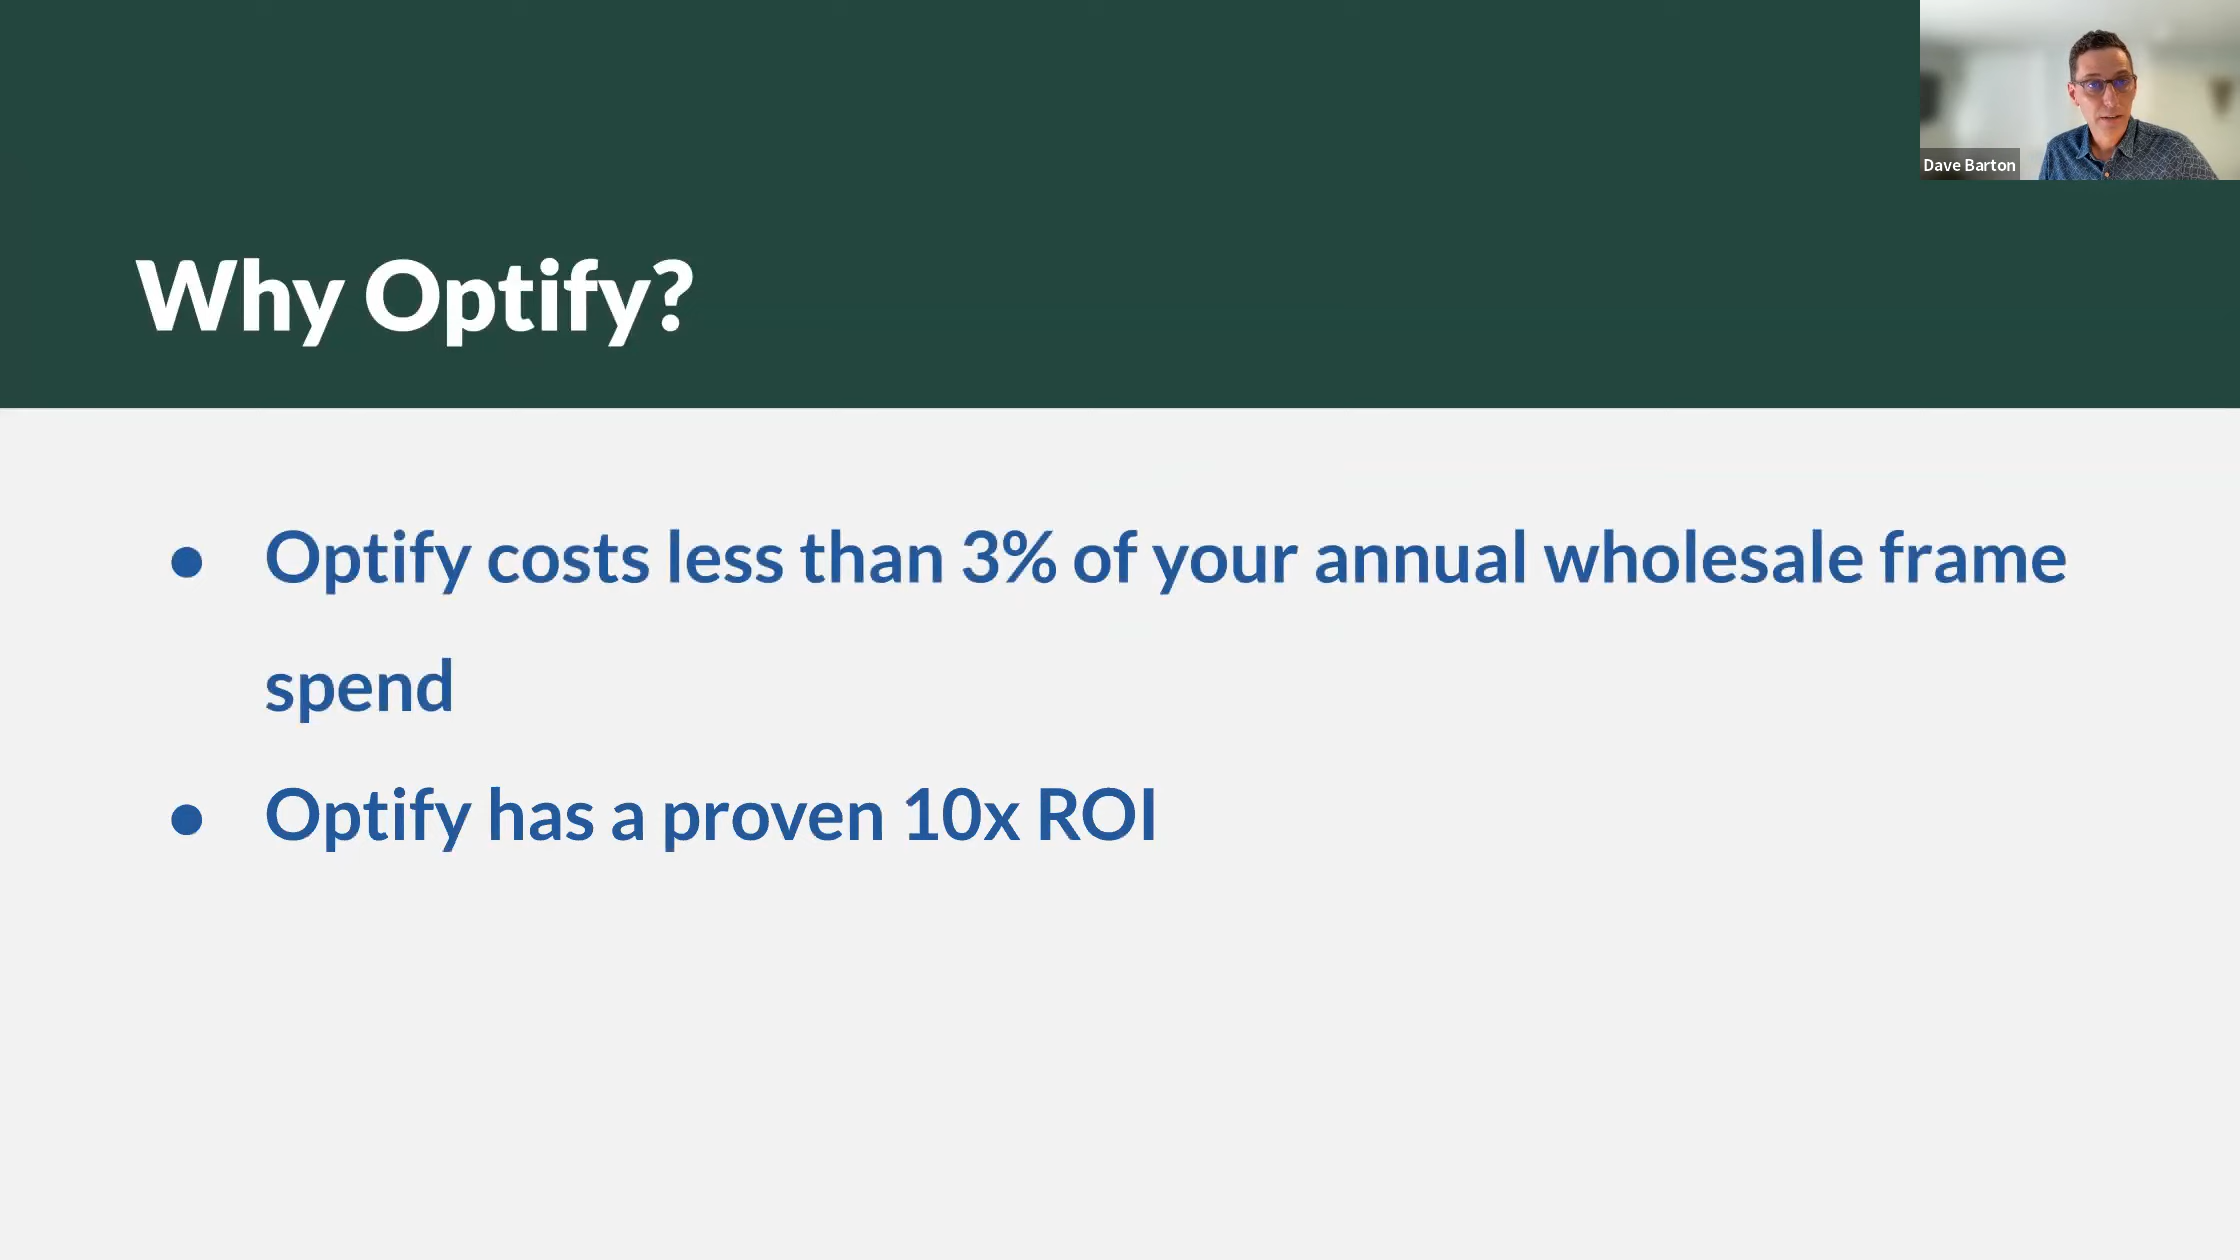 Dave Barton
Why Optify?
● Optify costs less than 3% of your annual wholesale frame
spend
● Optify has a proven 10x ROI